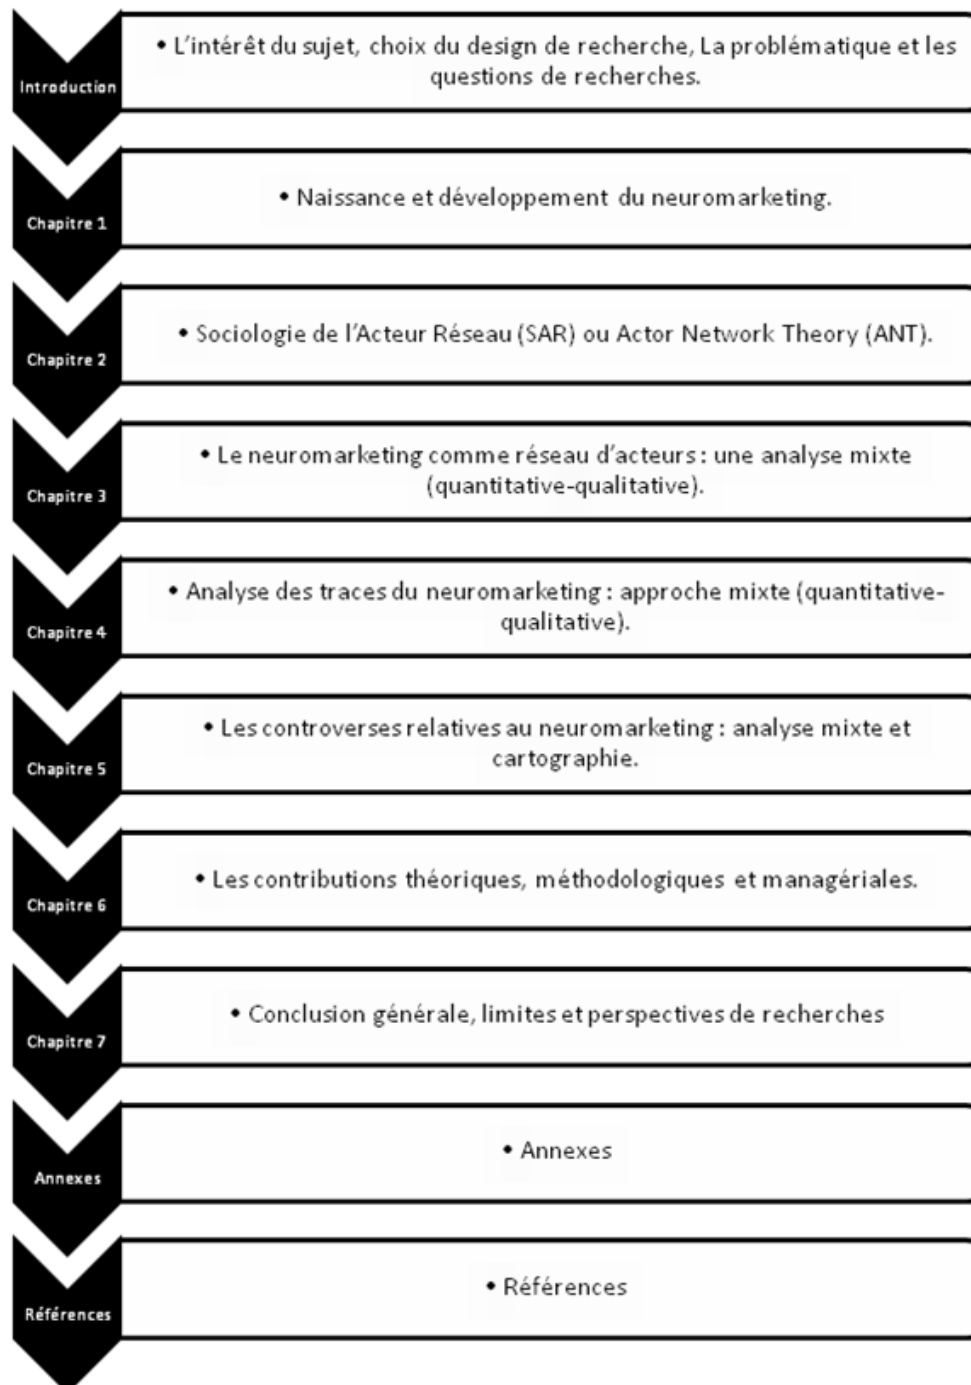 Introduction
• L'intérêt du sujet, choix du design de recherche, La problématique et les
questions de recherches.
Chapitre 1
• Naissance et développement du neuromarketing.
Chapitre 2
• Sociologie de l'Acteur Réseau (SAR) ou Actor Network Theory (ANT).
Chapitre 3
• Le neuromarketing comme réseau d'acteurs : une analyse mixte
(quantitative-qualitative).
Chapitre 4
• Analyse des traces du neuromarketing : approche mixte (quantitative-
qualitative).
Chapitre 5
• Les controverses relatives au neuromarketing : analyse mixte et
cartographie.
Chapitre 6
• Les contributions théoriques, méthodologiques et managériales.
Chapitre 7
• Conclusion générale, limites et perspectives de recherches
Annexes
• Annexes
Références
• Références